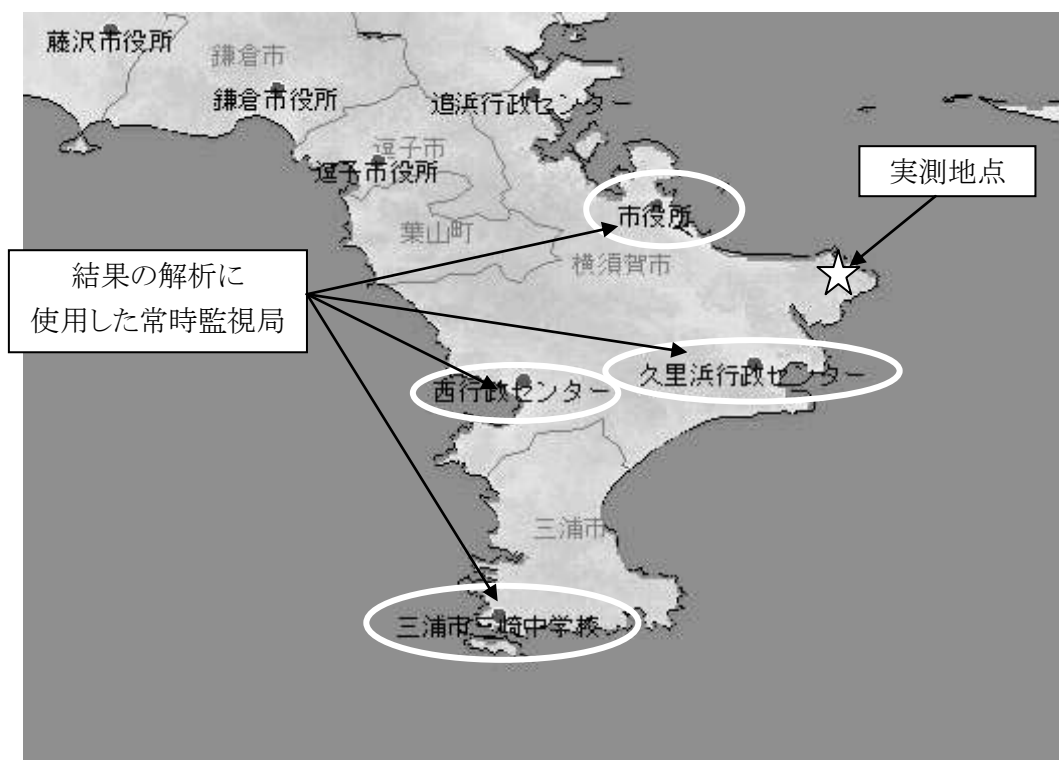 藤沢市役所
鎌倉市
鎌倉市役所
追浜行政センター
逗子市
逗子市役所
実測地点
市役所
葉山町
横須賀市
結果の解析に
使用した常時監視局
久里浜行政センター
西行政センター
三浦市
三浦市三崎中学校